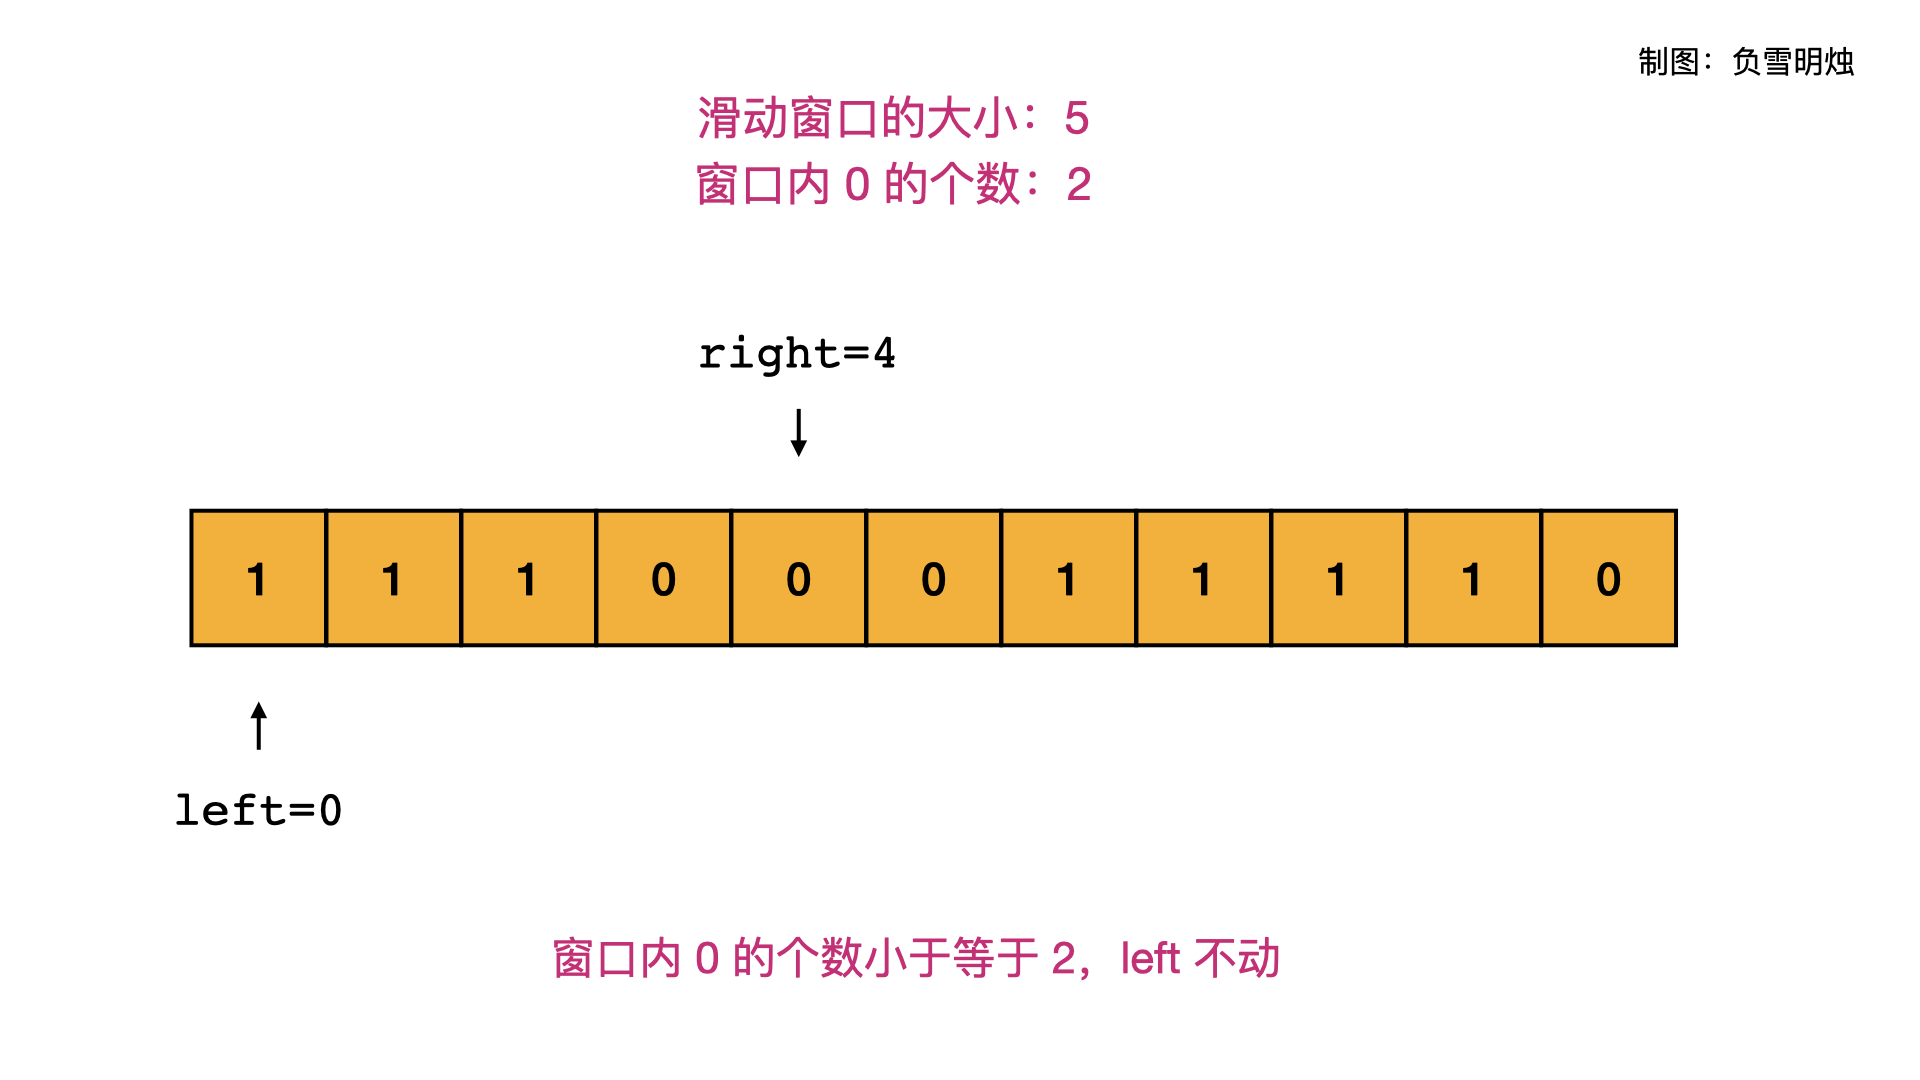 制图：负雪明烛
滑动窗口的大小：5
窗口内 0 的个数：2
right=4
1 1 1 0 0 0 1 1 1 1 0
left=0
窗口内 0 的个数小于等于 2，left 不动